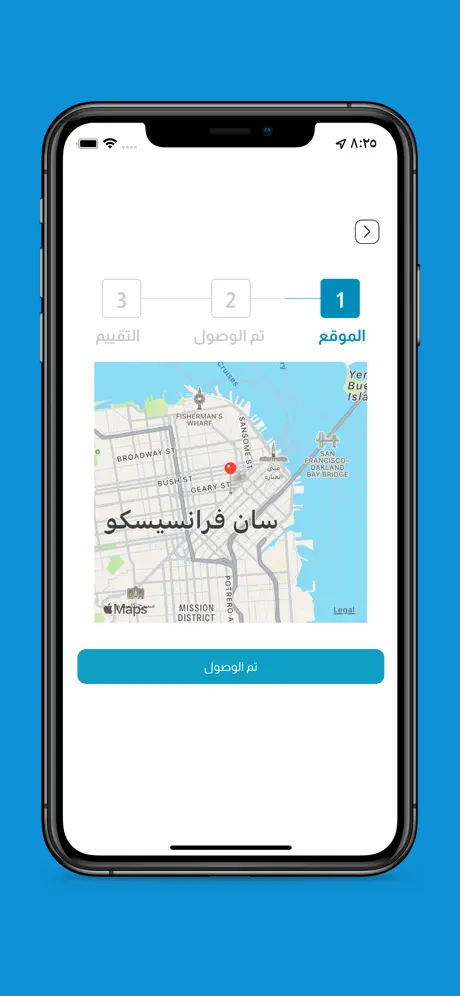 ٨:٢٥
1
2
3
الموقع
تم الوصول
التقييم
Cruises
Yer
Bue
Isla
FISHERMAN'S
WHARF
SANSOME ST
BROADWAY ST
SAN
FRANCISCO–
OAKLAND
BAY BRIDGE
مبنى
المنارة
BUSH ST
GEARY ST
سان فرانسيسكو
POTRERO A
Maps
MISSION
DISTRICT
Legal
تم الوصول